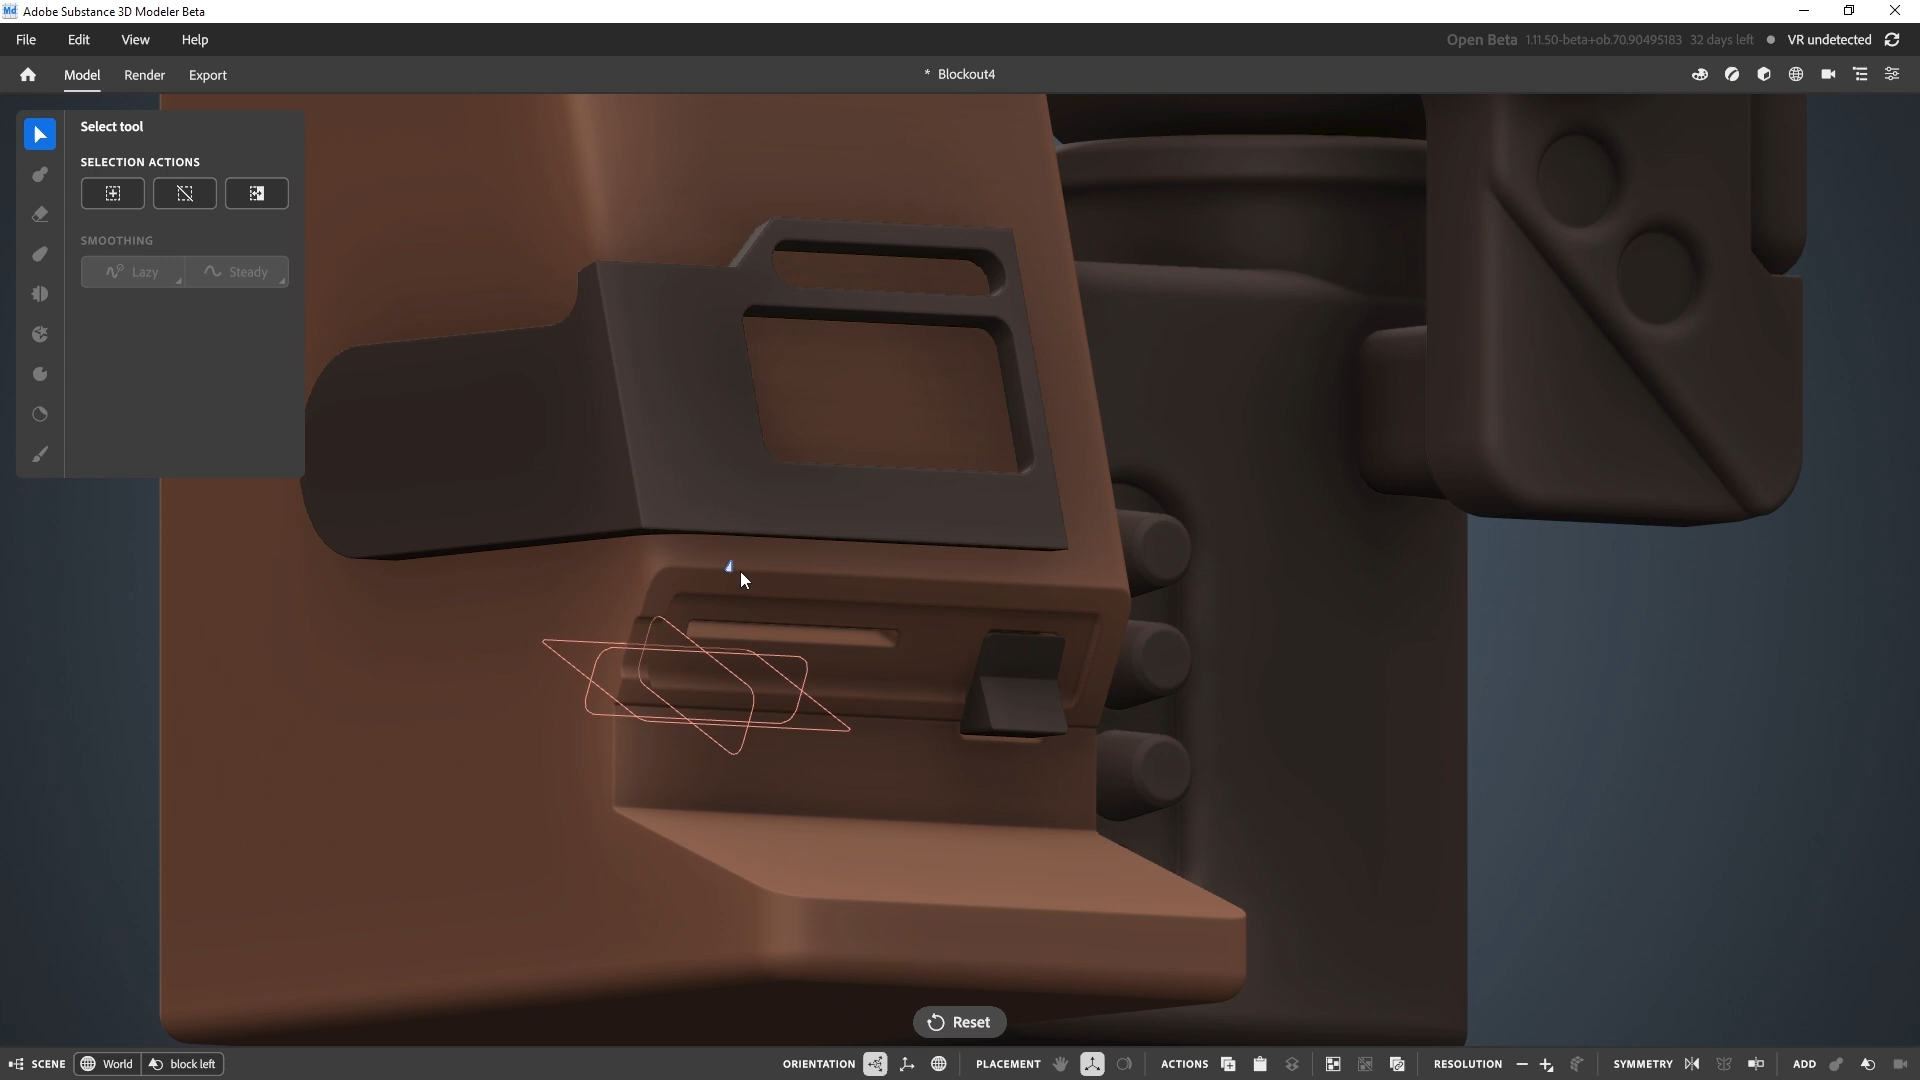 Md Adobe Substance 3D Modeler Beta
File Edit View Help
Open Beta 1.11.50-beta+ob.70.90495183 32 days left VR undetected
Model Render Export
* Blockout4
Select tool
SELECTION ACTIONS
SMOOTHING
Lazy Steady
Reset
SCENE World block left ORIENTATION PLACEMENT ACTIONS RESOLUTION SYMMETRY ADD